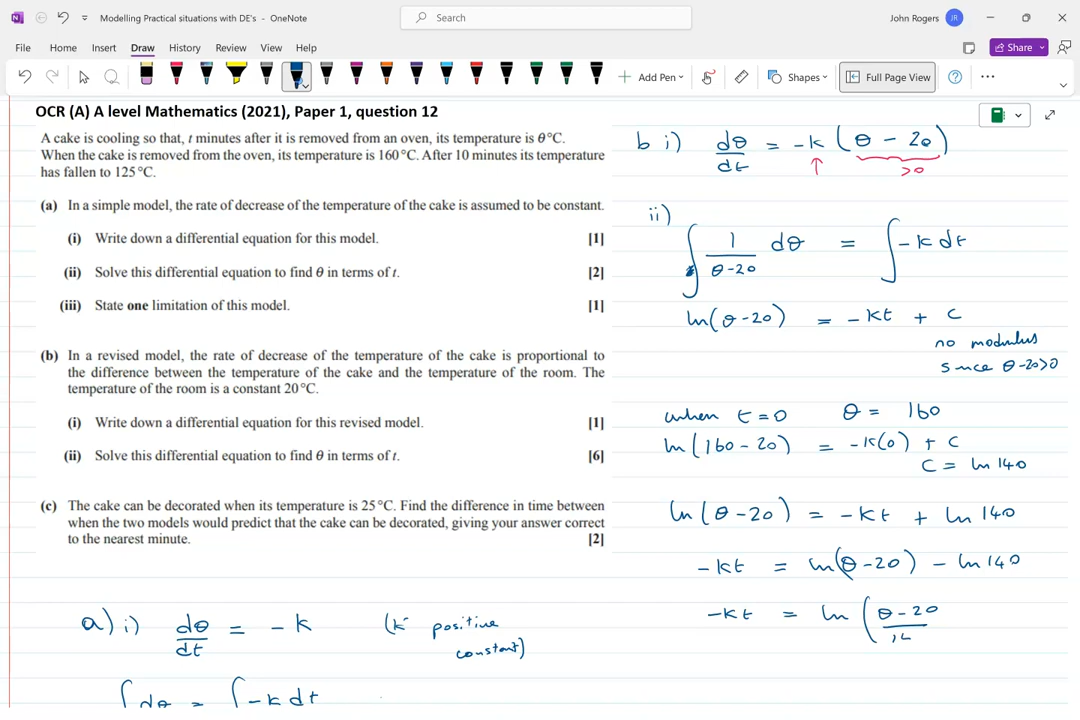 Modelling Practical situations with DE's - OneNote
Search
John Rogers
JR
File Home Insert Draw History Review View Help
Share
Add Pen
Shapes
Full Page View
OCR (A) A level Mathematics (2021), Paper 1, question 12
A cake is cooling so that, t minutes after it is removed from an oven, its temperature is θ °C.
When the cake is removed from the oven, its temperature is 160 °C. After 10 minutes its temperature
has fallen to 125 °C.
(a) In a simple model, the rate of decrease of the temperature of the cake is assumed to be constant.
(i) Write down a differential equation for this model. [1]
(ii) Solve this differential equation to find θ in terms of t. [2]
(iii) State one limitation of this model. [1]
(b) In a revised model, the rate of decrease of the temperature of the cake is proportional to
the difference between the temperature of the cake and the temperature of the room. The
temperature of the room is a constant 20 °C.
(i) Write down a differential equation for this revised model. [1]
(ii) Solve this differential equation to find θ in terms of t. [6]
(c) The cake can be decorated when its temperature is 25 °C. Find the difference in time between
when the two models would predict that the cake can be decorated, giving your answer correct
to the nearest minute. [2]
a) i) dθ/dt = - k (k positive
constant)
∫ dθ = ∫ -k dt
b i) dθ/dt = -k (θ - 20)
↑ >0
ii)
∫ 1/(θ-20) dθ = ∫ -k dt
ln(θ-20) = -kt + c
no modulus
since θ-20>0
when t=0 θ = 160
ln(160-20) = -k(0) + c
c = ln 140
ln(θ-20) = -kt + ln 140
-kt = ln(θ-20) - ln 140
-kt = ln (θ-20/14